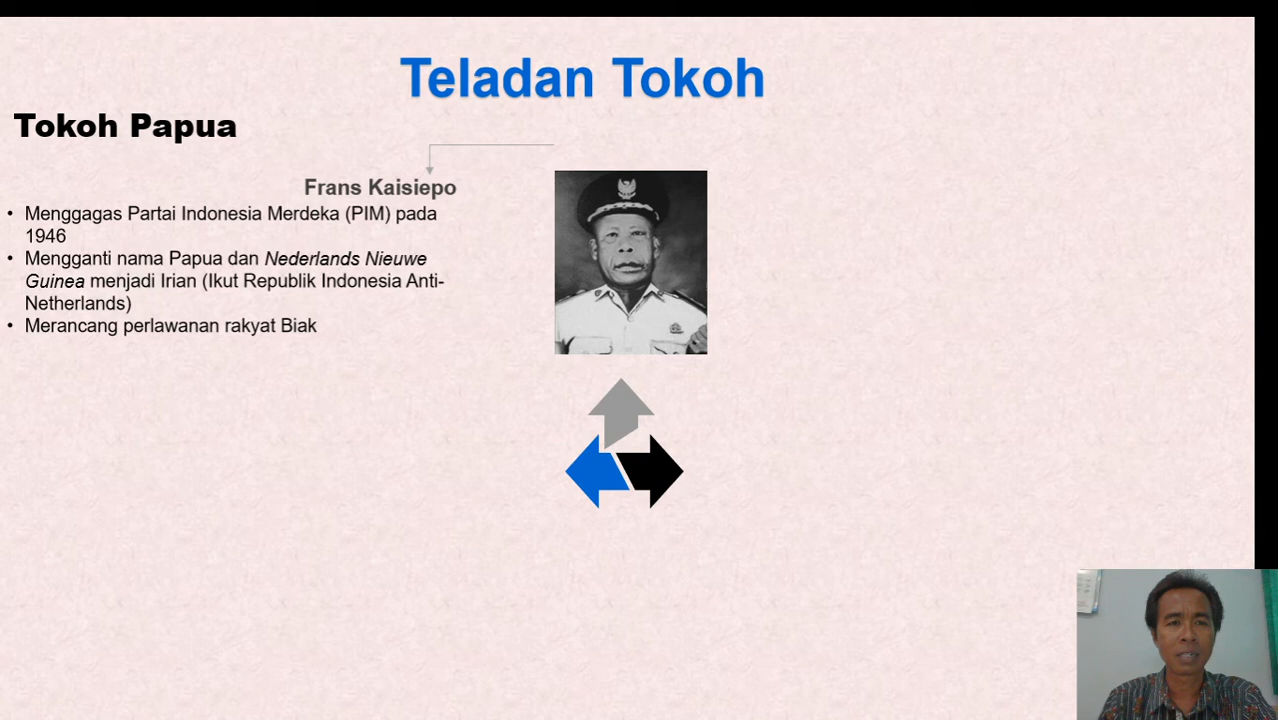 Teladan Tokoh
Tokoh Papua
Frans Kaisiepo
• Menggagas Partai Indonesia Merdeka (PIM) pada
1946
• Mengganti nama Papua dan Nederlands Nieuwe
Guinea menjadi Irian (Ikut Republik Indonesia Anti-
Netherlands)
• Merancang perlawanan rakyat Biak